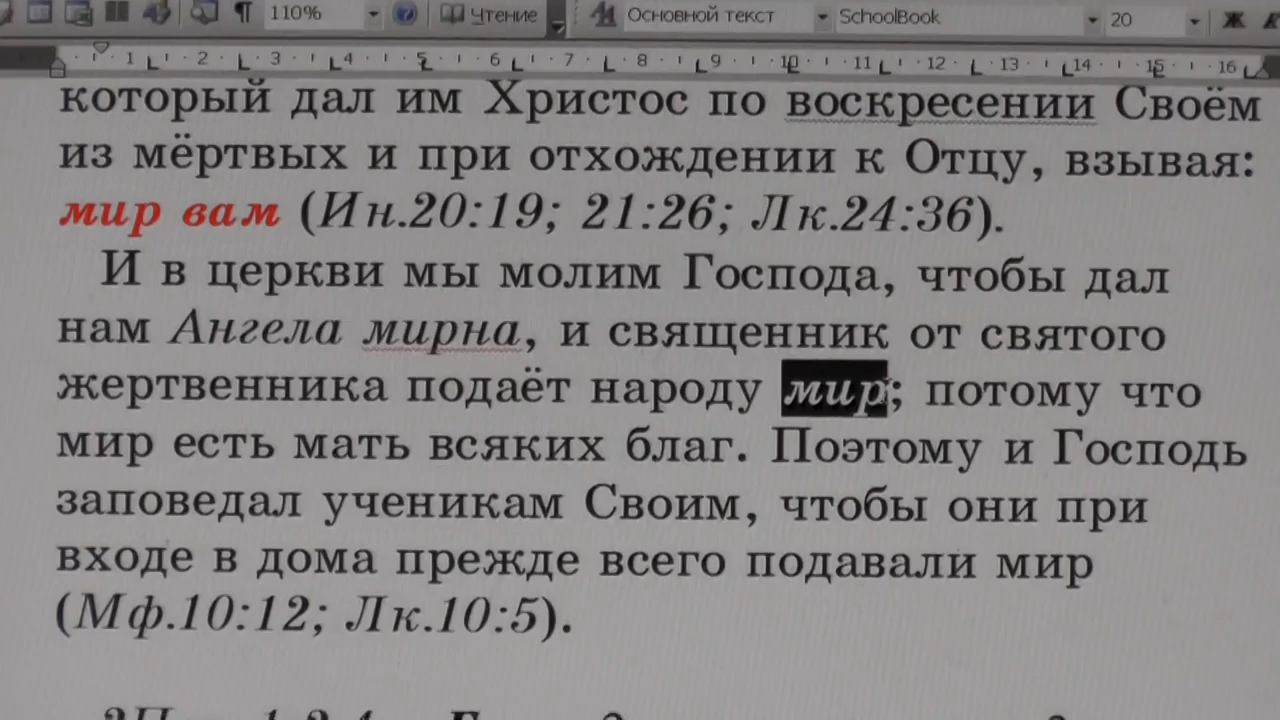 110% Чтение Основной текст SchoolBook 20 Ж
1 2 3 4 5 6 7 8 9 10 11 12 13 14 15 16
который дал им Христос по воскресении Своём
из мёртвых и при отхождении к Отцу, взывая:
мир вам (Ин.20:19; 21:26; Лк.24:36).
И в церкви мы молим Господа, чтобы дал
нам Ангела мирна, и священник от святого
жертвенника подаёт народу мир; потому что
мир есть мать всяких благ. Поэтому и Господь
заповедал ученикам Своим, чтобы они при
входе в дома прежде всего подавали мир
(Мф.10:12; Лк.10:5).